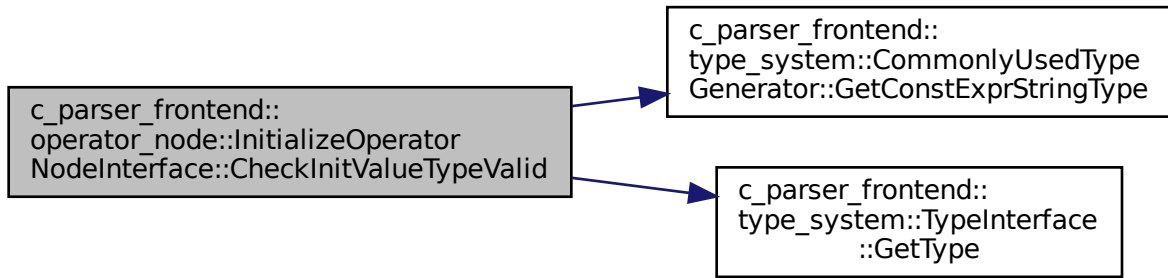 c_parser_frontend::
operator_node::InitializeOperator
NodeInterface::CheckInitValueTypeValid
c_parser_frontend::
type_system::CommonlyUsedType
Generator::GetConstExprStringType
c_parser_frontend::
type_system::TypeInterface
::GetType